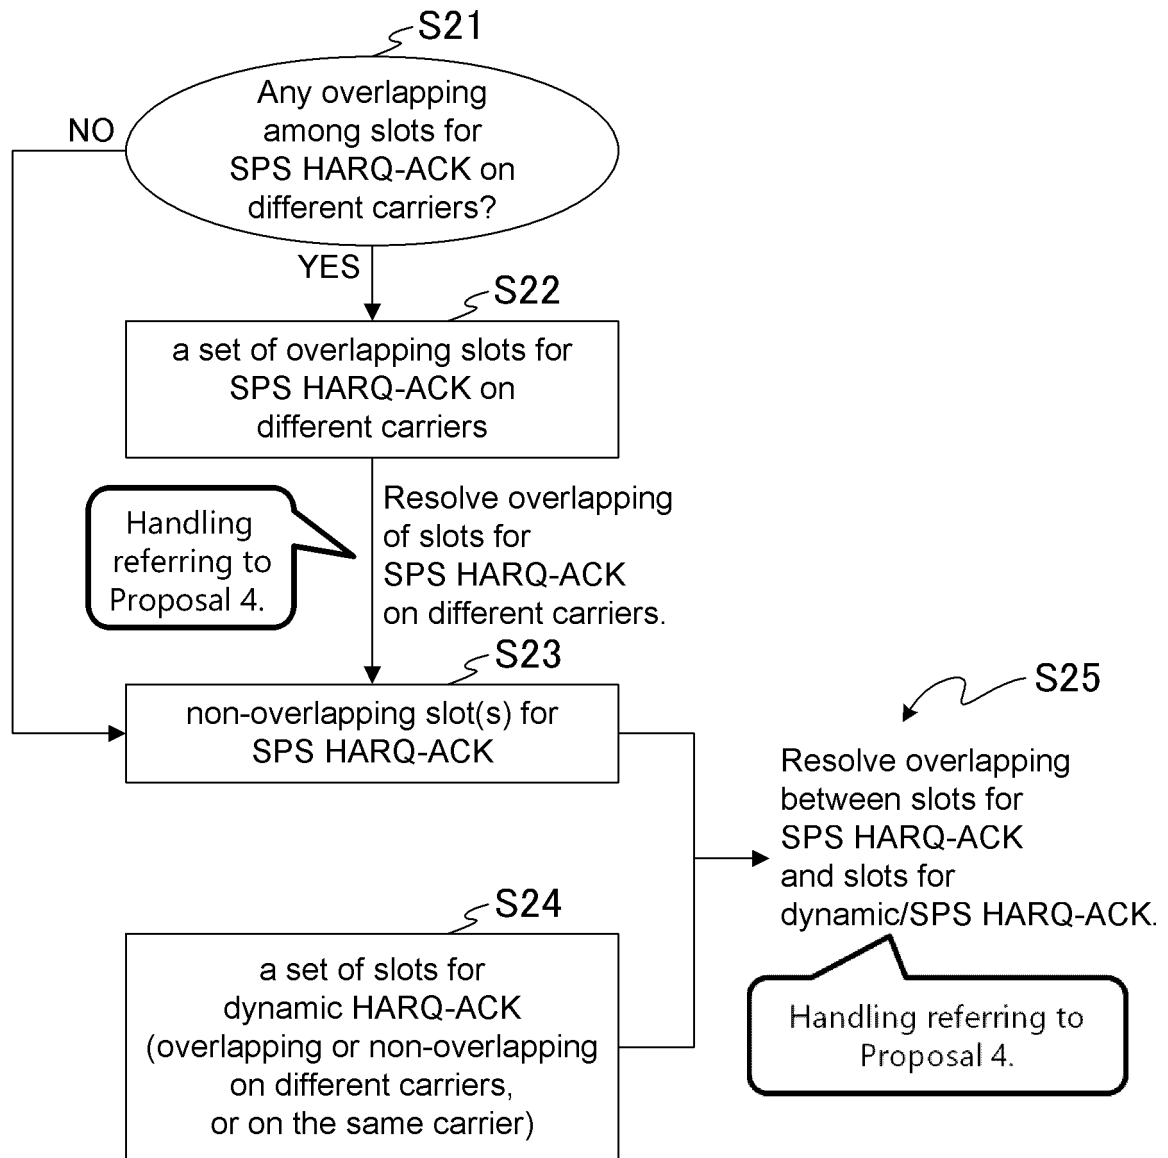 S21
Any overlapping
among slots for
SPS HARQ-ACK on
different carriers?
NO
YES
S22
a set of overlapping slots for
SPS HARQ-ACK on
different carriers
Handling
referring to
Proposal 4.
Resolve overlapping
of slots for
SPS HARQ-ACK
on different carriers.
S23
non-overlapping slot(s) for
SPS HARQ-ACK
S25
Resolve overlapping
between slots for
SPS HARQ-ACK
and slots for
dynamic/SPS HARQ-ACK.
S24
a set of slots for
dynamic HARQ-ACK
(overlapping or non-overlapping
on different carriers,
or on the same carrier)
Handling referring to
Proposal 4.